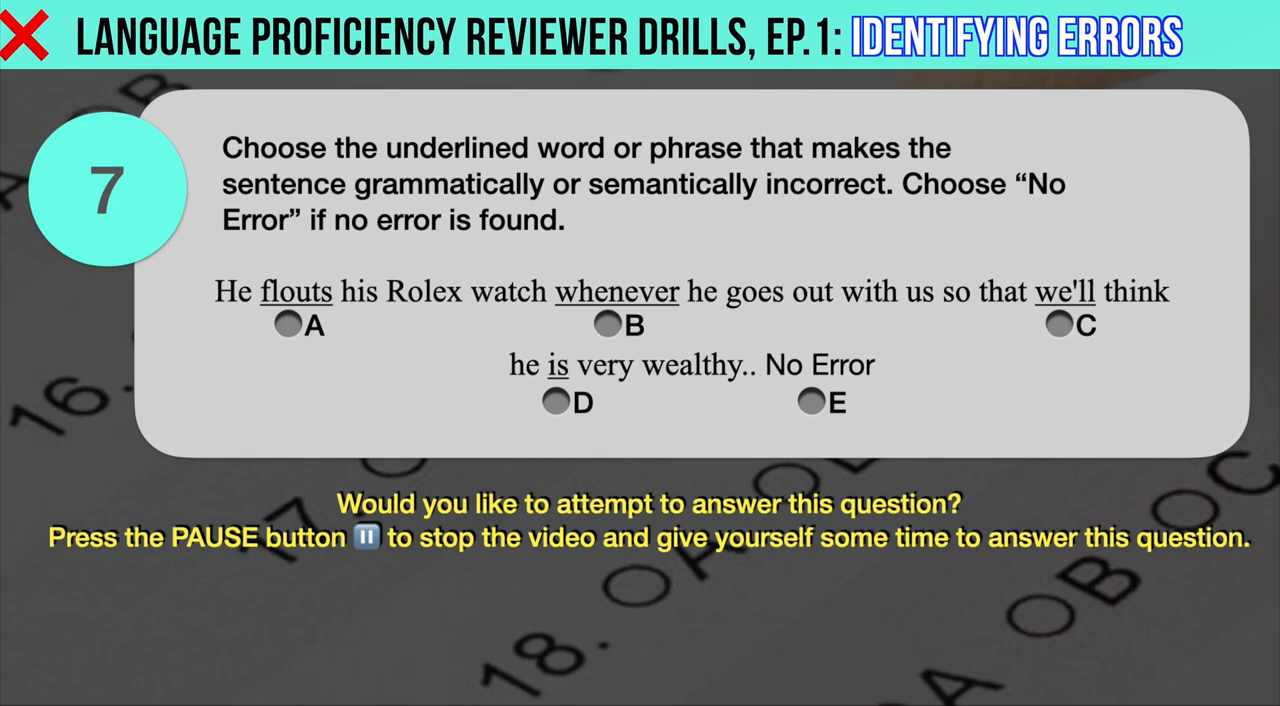 ❌ LANGUAGE PROFICIENCY REVIEWER DRILLS, EP.1: IDENTIFYING ERRORS
7
Choose the underlined word or phrase that makes the
sentence grammatically or semantically incorrect. Choose “No
Error” if no error is found.
He flouts his Rolex watch whenever he goes out with us so that we'll think
A B C
he is very wealthy.. No Error
D E
Would you like to attempt to answer this question?
Press the PAUSE button ⏸ to stop the video and give yourself some time to answer this question.
16.
17.
18. A
A B C